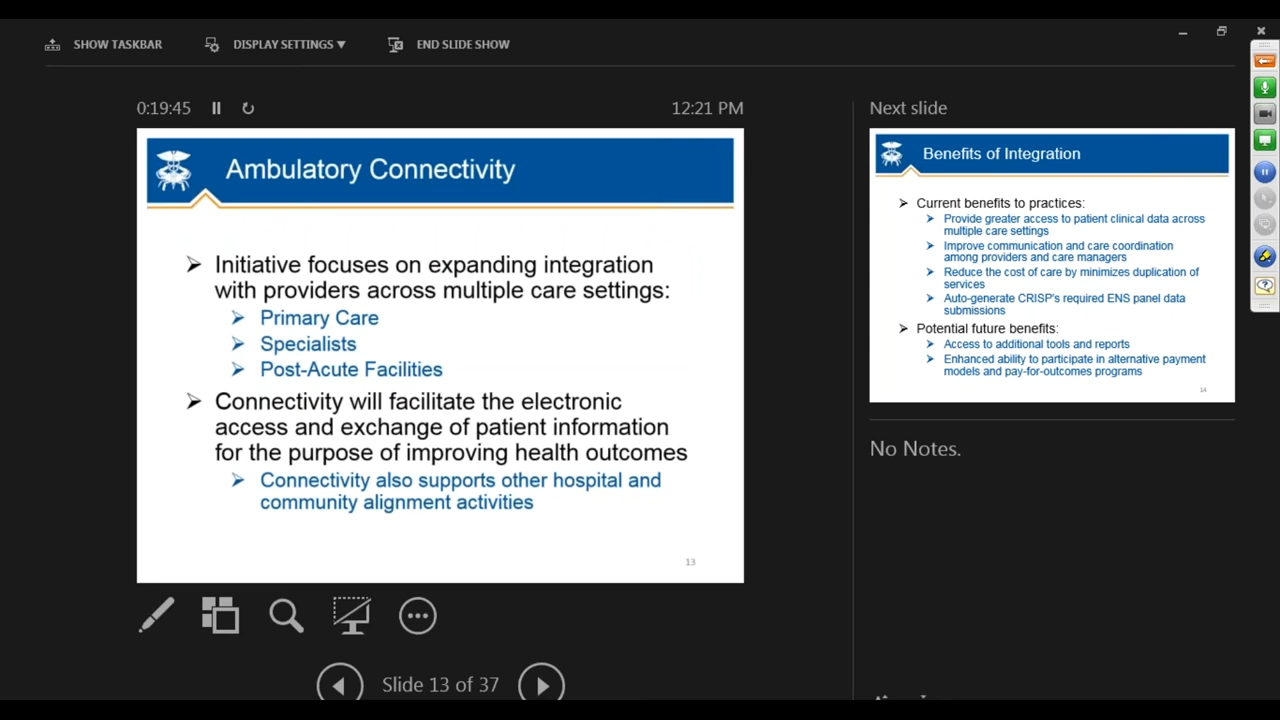 SHOW TASKBAR
DISPLAY SETTINGS ▼
END SLIDE SHOW
0:19:45
12:21 PM
Ambulatory Connectivity
➢ Initiative focuses on expanding integration
with providers across multiple care settings:
➢ Primary Care
➢ Specialists
➢ Post-Acute Facilities
➢ Connectivity will facilitate the electronic
access and exchange of patient information
for the purpose of improving health outcomes
➢ Connectivity also supports other hospital and
community alignment activities
13
Slide 13 of 37
Next slide
Benefits of Integration
➢ Current benefits to practices:
➢ Provide greater access to patient clinical data across
multiple care settings
➢ Improve communication and care coordination
among providers and care managers
➢ Reduce the cost of care by minimizes duplication of
services
➢ Auto-generate CRISP's required ENS panel data
submissions
➢ Potential future benefits:
➢ Access to additional tools and reports
➢ Enhanced ability to participate in alternative payment
models and pay-for-outcomes programs
14
No Notes.